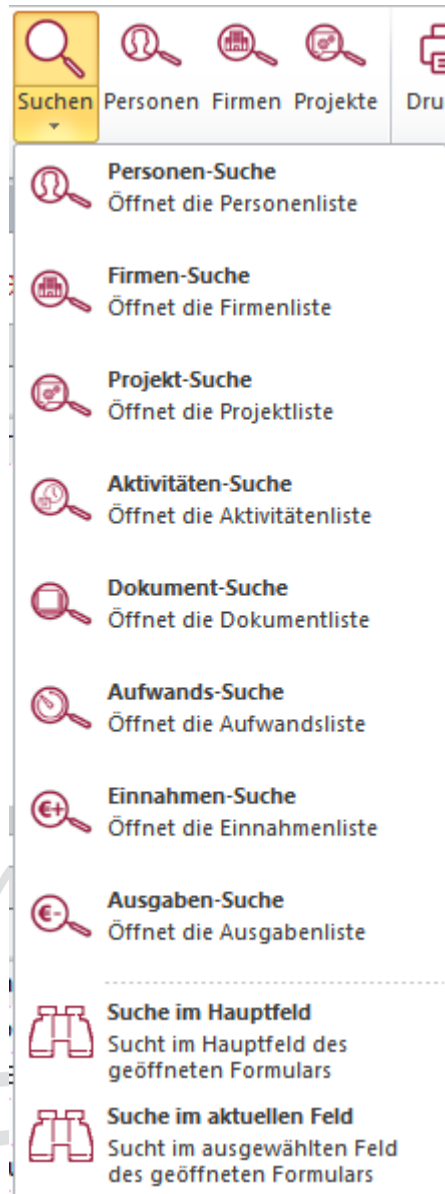 Suchen Personen Firmen Projekte Dru
Personen-Suche
Öffnet die Personenliste
Firmen-Suche
Öffnet die Firmenliste
Projekt-Suche
Öffnet die Projektliste
Aktivitäten-Suche
Öffnet die Aktivitätenliste
Dokument-Suche
Öffnet die Dokumentliste
Aufwands-Suche
Öffnet die Aufwandsliste
Einnahmen-Suche
Öffnet die Einnahmenliste
Ausgaben-Suche
Öffnet die Ausgabenliste
Suche im Hauptfeld
Sucht im Hauptfeld des
geöffneten Formulars
Suche im aktuellen Feld
Sucht im ausgewählten Feld
des geöffneten Formulars